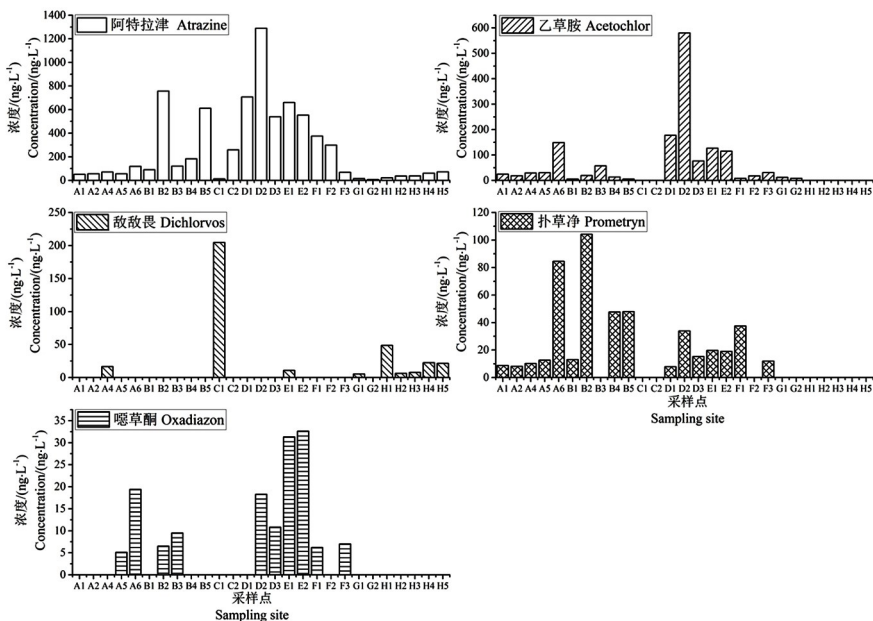 阿特拉津 Atrazine
浓度/(ng·L⁻¹)
Concentration/(ng·L⁻¹)
1400
1200
1000
800
600
400
200
0
A1 A2 A4 A5 A6 B1 B2 B3 B4 B5 C1 C2 D1 D2 D3 E1 E2 F1 F2 F3 G1 G2 H1 H2 H3 H4 H5
乙草胺 Acetochlor
浓度/(ng·L⁻¹)
Concentration/(ng·L⁻¹)
600
500
400
300
200
100
0
A1 A2 A4 A5 A6 B1 B2 B3 B4 B5 C1 C2 D1 D2 D3 E1 E2 F1 F2 F3 G1 G2 H1 H2 H3 H4 H5
敌敌畏 Dichlorvos
浓度/(ng·L⁻¹)
Concentration/(ng·L⁻¹)
250
200
150
250
50
0
A1 A2 A4 A5 A6 B1 B2 B3 B4 B5 C1 C2 D1 D2 D3 E1 E2 F1 F2 F3 G1 G2 H1 H2 H3 H4 H5
扑草净 Prometryn
浓度/(ng·L⁻¹)
Concentration/(ng·L⁻¹)
120
100
80
60
40
20
0
A1 A2 A4 A5 A6 B1 B2 B3 B4 B5 C1 C2 D1 D2 D3 E1 E2 F1 F2 F3 G1 G2 H1 H2 H3 H4 H5
采样点
Sampling site
噁草酮 Oxadiazon
浓度/(ng·L⁻¹)
Concentration/(ng·L⁻¹)
35
30
25
20
15
10
5
0
A1 A2 A4 A5 A6 B1 B2 B3 B4 B5 C1 C2 D1 D2 D3 E1 E2 F1 F2 F3 G1 G2 H1 H2 H3 H4 H5
采样点
Sampling site